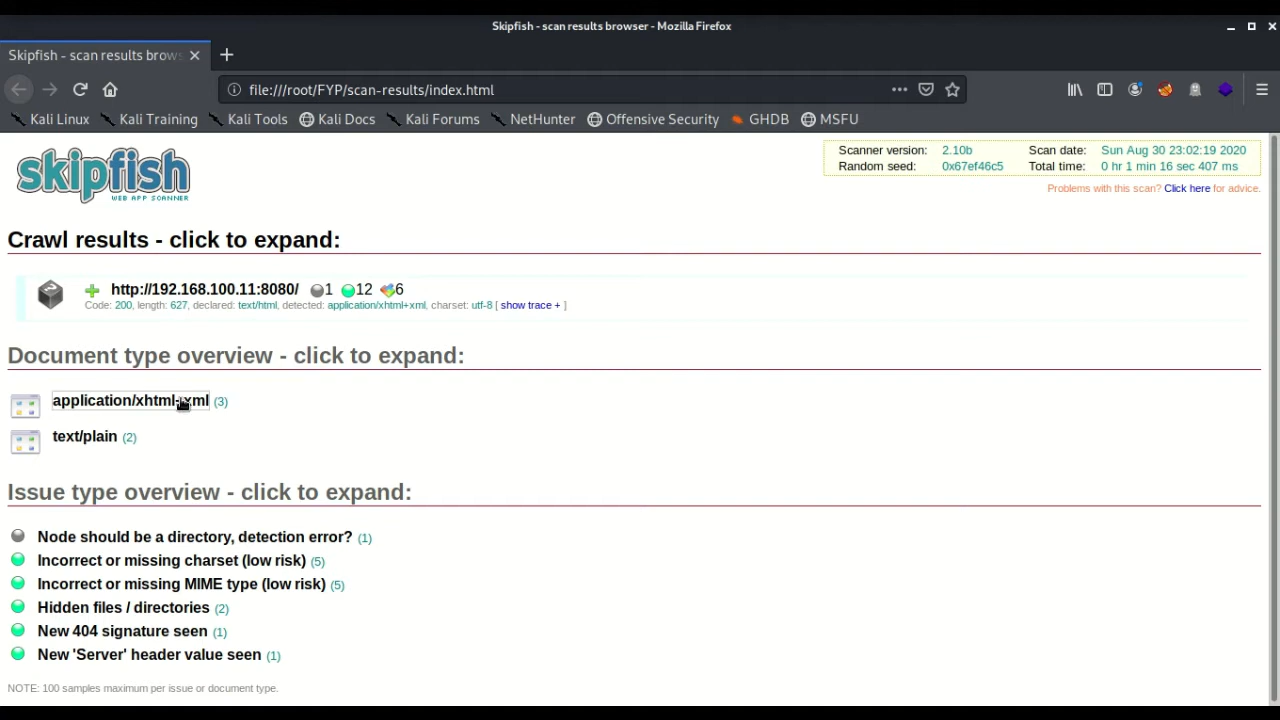 Skipfish - scan results browser - Mozilla Firefox
Skipfish - scan results brows
file:///root/FYP/scan-results/index.html
Kali Linux Kali Training Kali Tools Kali Docs Kali Forums NetHunter Offensive Security GHDB MSFU
skipfish
WEB APP SCANNER
Scanner version: 2.10b Scan date: Sun Aug 30 23:02:19 2020
Random seed: 0x67ef46c5 Total time: 0 hr 1 min 16 sec 407 ms
Problems with this scan? Click here for advice.
Crawl results - click to expand:
http://192.168.100.11:8080/ 1 12 6
Code: 200, length: 627, declared: text/html, detected: application/xhtml+xml, charset: utf-8 [ show trace + ]
Document type overview - click to expand:
application/xhtml+xml (3)
text/plain (2)
Issue type overview - click to expand:
Node should be a directory, detection error? (1)
Incorrect or missing charset (low risk) (5)
Incorrect or missing MIME type (low risk) (5)
Hidden files / directories (2)
New 404 signature seen (1)
New 'Server' header value seen (1)
NOTE: 100 samples maximum per issue or document type.